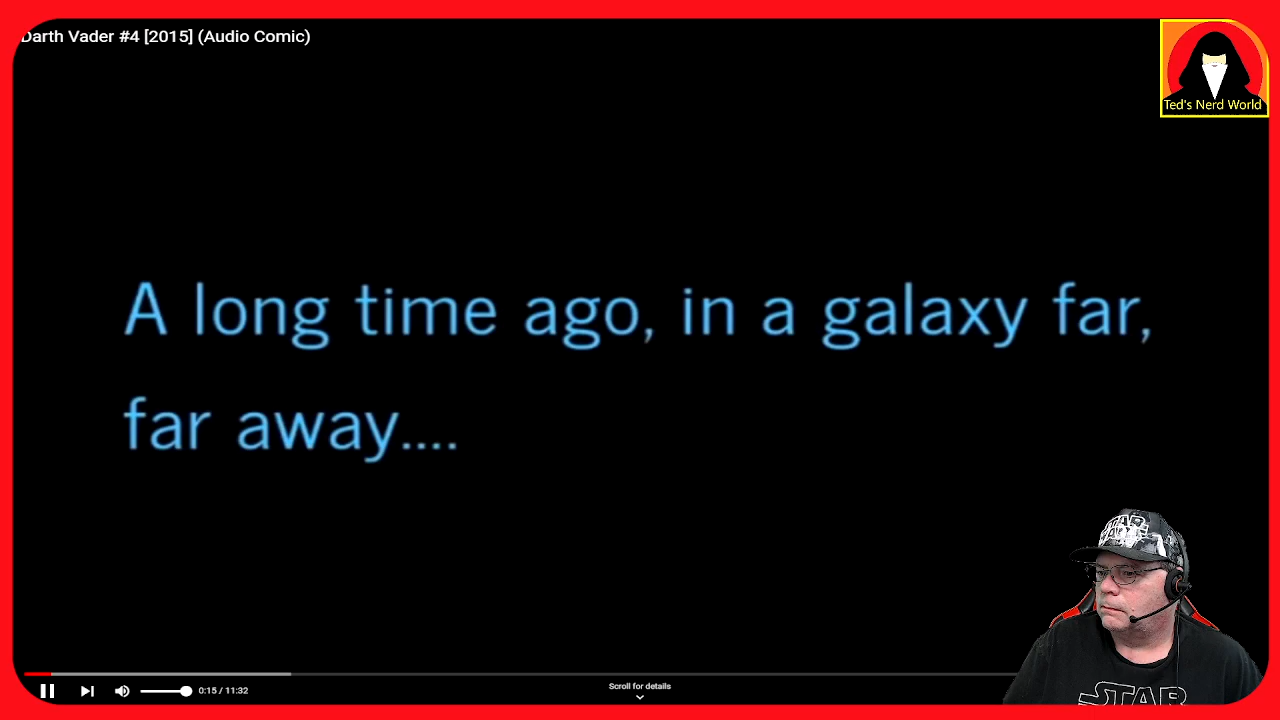 Darth Vader #4 [2015] (Audio Comic)
Ted's Nerd World
A long time ago, in a galaxy far,
far away....
STAR
STAR
0:15 / 11:32
Scroll for details